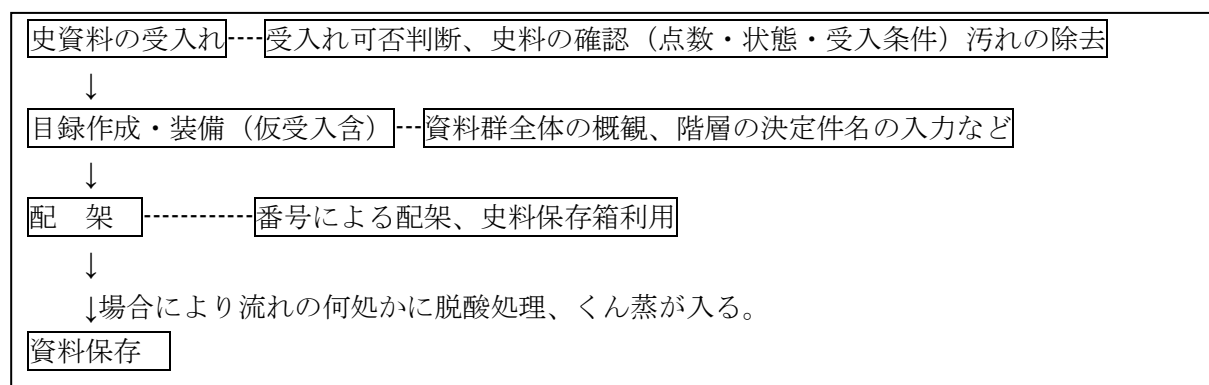 史資料の受入れ----受入れ可否判断、史料の確認（点数・状態・受入条件）汚れの除去
↓
目録作成・装備（仮受入含）---資料群全体の概観、階層の決定件名の入力など
↓
配　架------------番号による配架、史料保存箱利用
↓
↓場合により流れの何処かに脱酸処理、くん蒸が入る。
資料保存